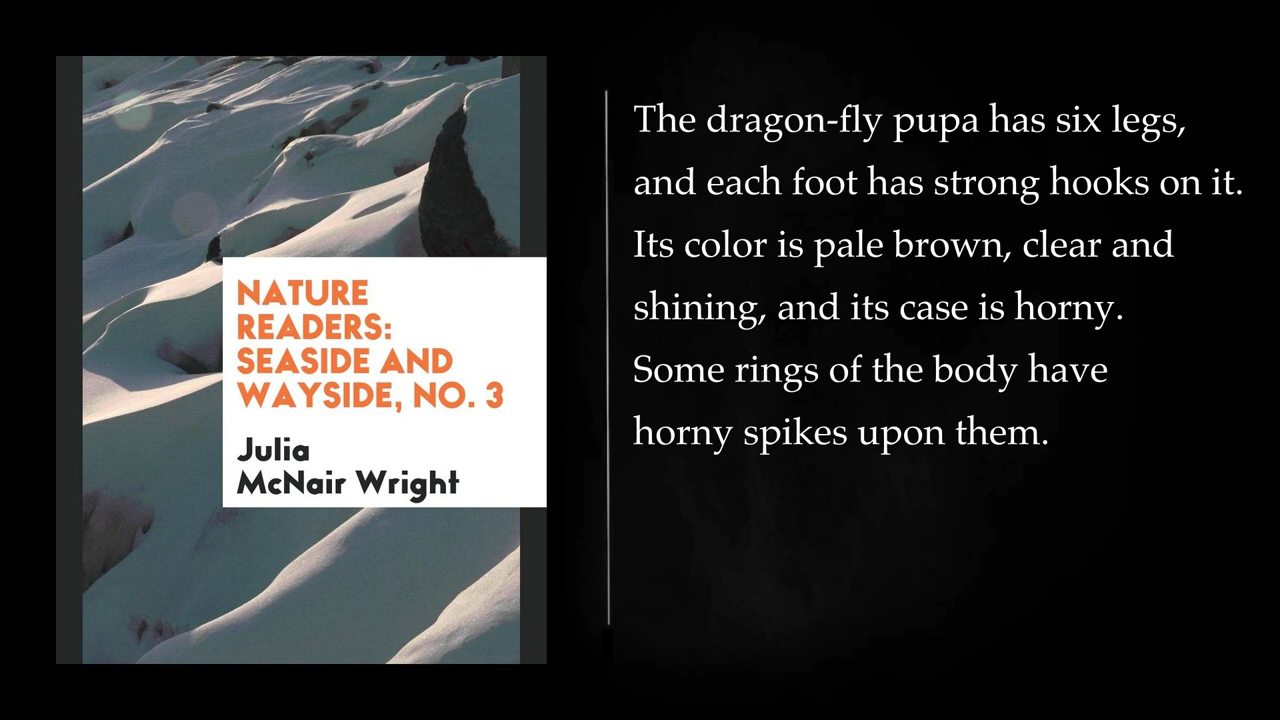 NATURE
READERS:
SEASIDE AND
WAYSIDE, NO. 3
Julia
McNair Wright
The dragon-fly pupa has six legs,
and each foot has strong hooks on it.
Its color is pale brown, clear and
shining, and its case is horny.
Some rings of the body have
horny spikes upon them.